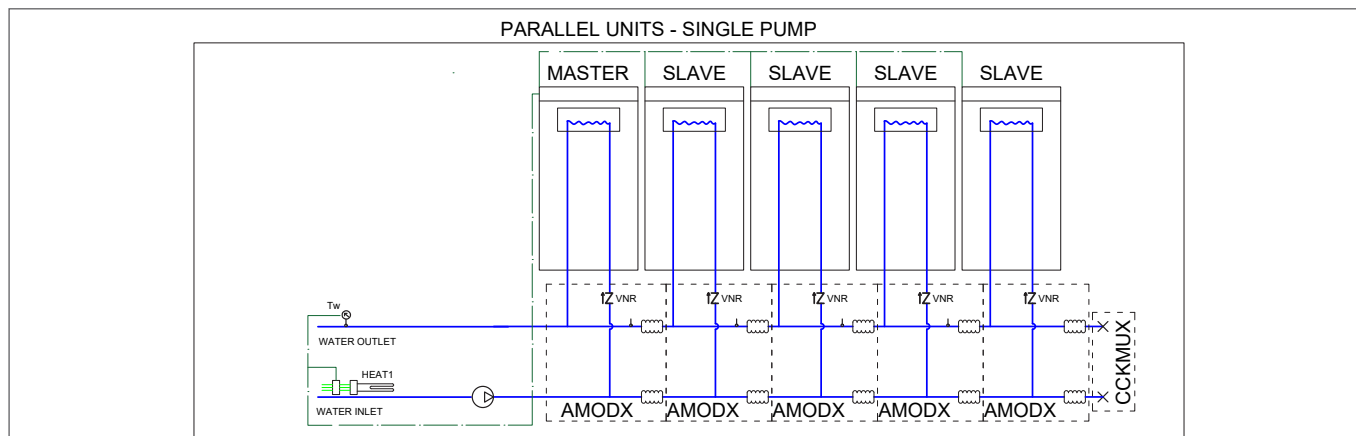 PARALLEL UNITS - SINGLE PUMP
MASTER SLAVE SLAVE SLAVE SLAVE
VNR VNR VNR VNR VNR
Tw
WATER OUTLET
HEAT1
WATER INLET
AMODX AMODX AMODX AMODX AMODX
CCKMUX